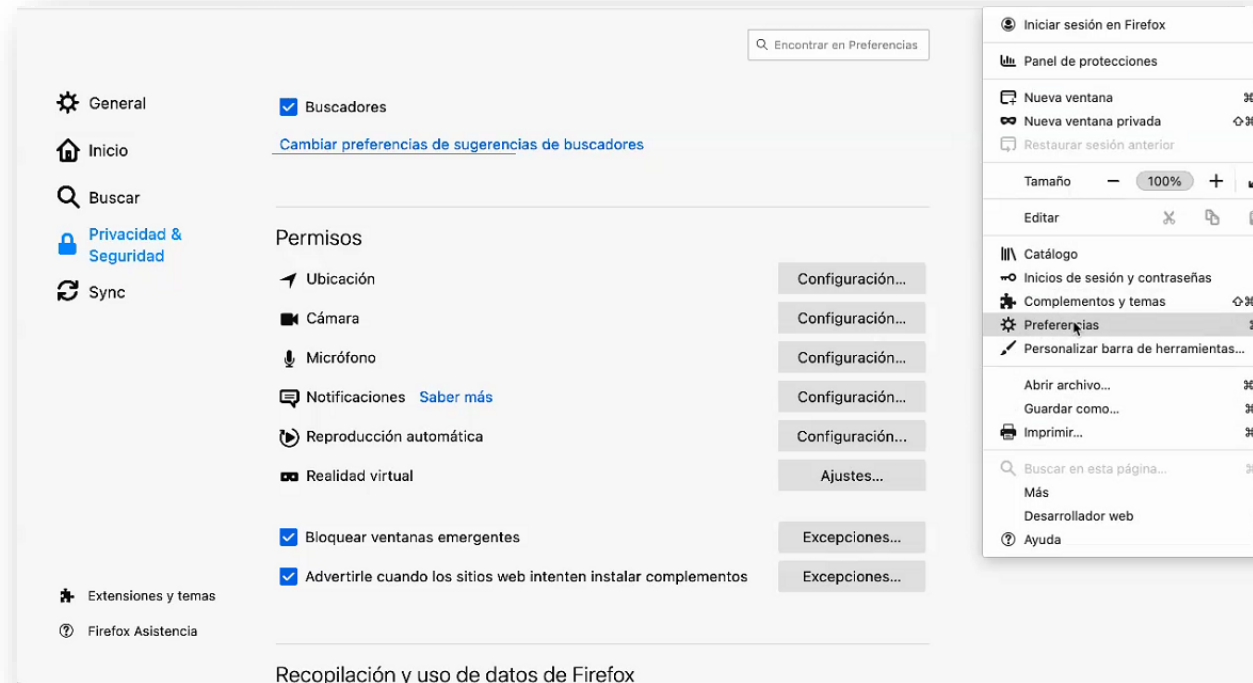 Encontrar en Preferencias
General
Inicio
Buscar
Privacidad &
Seguridad
Sync
Extensiones y temas
Firefox Asistencia
Buscadores
Cambiar preferencias de sugerencias de buscadores
Permisos
Ubicación Configuración...
Cámara Configuración...
Micrófono Configuración...
Notificaciones Saber más Configuración...
Reproducción automática Configuración...
Realidad virtual Ajustes...
Bloquear ventanas emergentes Excepciones...
Advertirle cuando los sitios web intenten instalar complementos Excepciones...
Recopilación y uso de datos de Firefox
Iniciar sesión en Firefox
Panel de protecciones
Nueva ventana ⌘
Nueva ventana privada ⇧⌘
Restaurar sesión anterior
Tamaño − 100% +
Editar
Catálogo
Inicios de sesión y contraseñas
Complementos y temas ⇧⌘
Preferencias
Personalizar barra de herramientas...
Abrir archivo... ⌘
Guardar como... ⌘
Imprimir... ⌘
Buscar en esta página... ⌘
Más
Desarrollador web
Ayuda